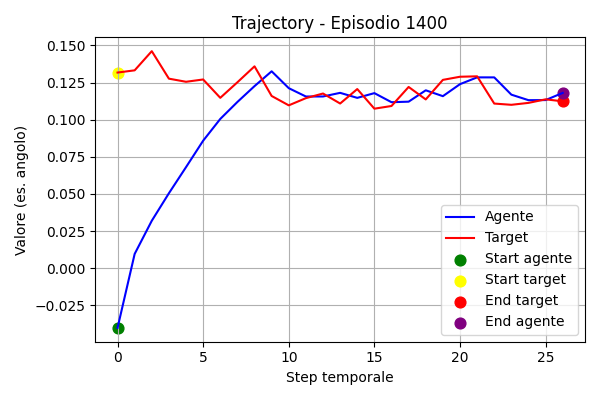 Trajectory - Episodio 1400
Valore (es. angolo)
0.150
0.125
0.100
0.075
0.050
0.025
0.000
−0.025
0
5
10
15
20
25
Step temporale
Agente
Target
Start agente
Start target
End target
End agente